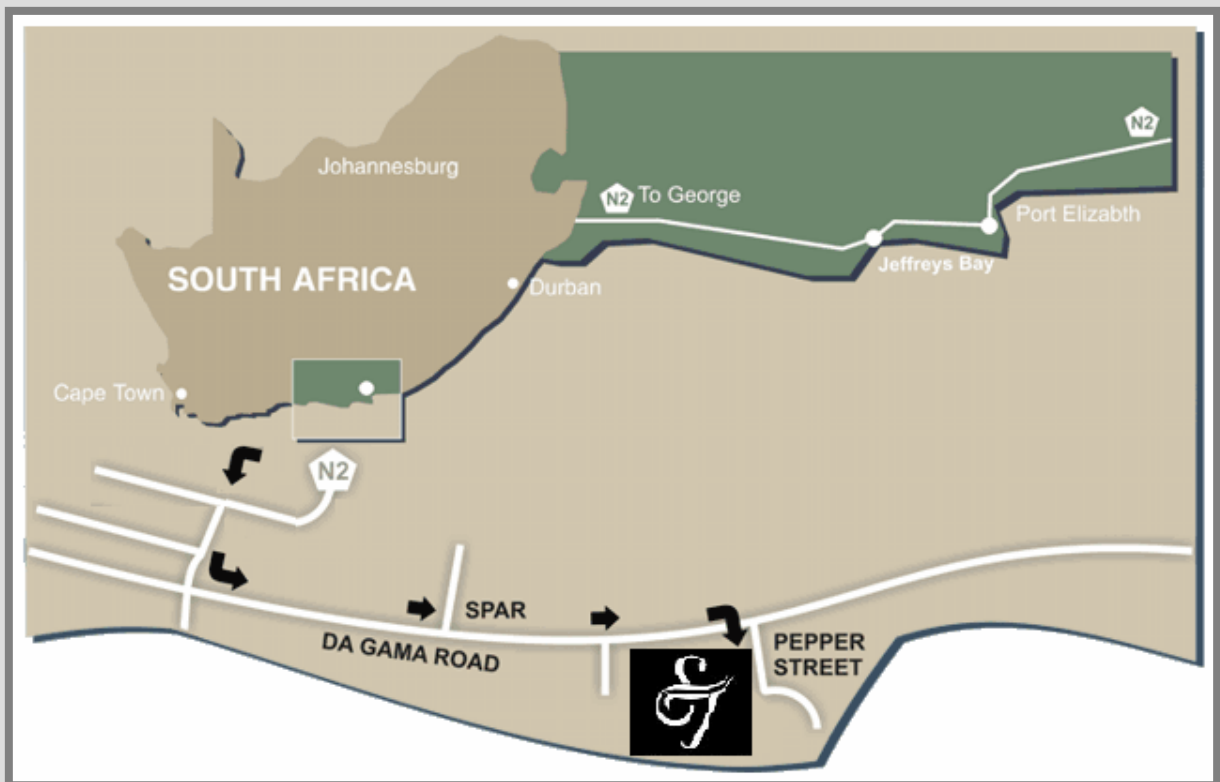 Johannesburg
N2
N2 To George
Port Elizabth
SOUTH AFRICA
Jeffreys Bay
Durban
Cape Town
N2
SPAR
DA GAMA ROAD
PEPPER
STREET